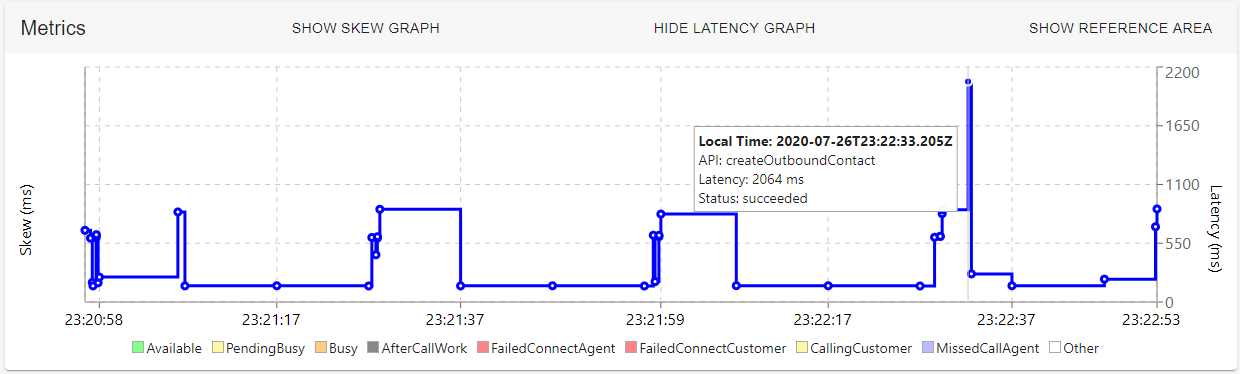 Metrics
SHOW SKEW GRAPH
HIDE LATENCY GRAPH
SHOW REFERENCE AREA
Skew (ms)
2200
1650
1100
550
0
Latency (ms)
Local Time: 2020-07-26T23:22:33.205Z
API: createOutboundContact
Latency: 2064 ms
Status: succeeded
23:20:58 23:21:17 23:21:37 23:21:59 23:22:17 23:22:37 23:22:53
Available PendingBusy Busy AfterCallWork FailedConnectAgent FailedConnectCustomer CallingCustomer MissedCallAgent Other